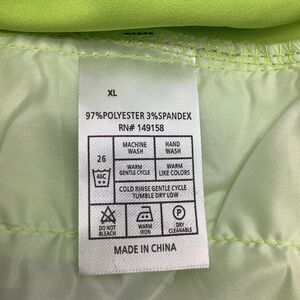 XL
97%POLYESTER 3%SPANDEX
RN# 149158
MACHINE WASH
HAND WASH
26
40C
WARM GENTLE CYCLE
WARM LIKE COLORS
COLD RINSE GENTLE CYCLE
TUMBLE DRY LOW
DO NOT BLEACH
WARM IRON
DRY CLEANABLE
MADE IN CHINA